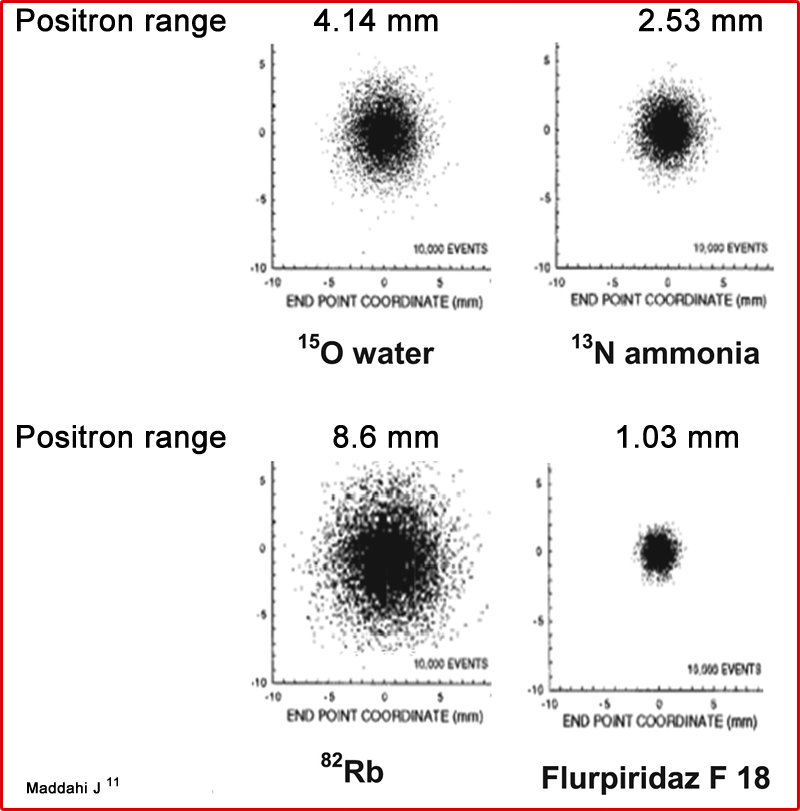 Positron range 4.14 mm 2.53 mm
5 5
0 0
-5 -5
10,000 EVENTS 10,000 EVENTS
-10 -10
-10 -5 0 5 -10 -5 0 5
END POINT COORDINATE (mm) END POINT COORDINATE (mm)
15O water 13N ammonia
Positron range 8.6 mm 1.03 mm
5 5
0 0
-5 -5
10,000 EVENTS 10,000 EVENTS
-10 -10
-10 -5 0 5 -10 -5 0 5
END POINT COORDINATE (mm) END POINT COORDINATE (mm)
82Rb Flurpiridaz F 18
Maddahi J 11